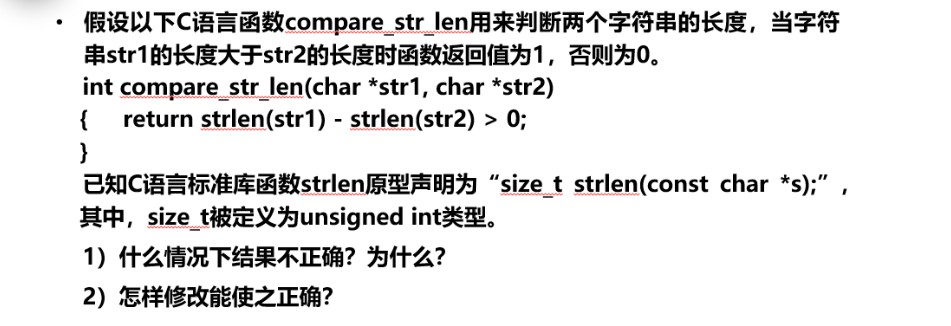 • 假设以下C语言函数compare_str_len用来判断两个字符串的长度，当字符
串str1的长度大于str2的长度时函数返回值为1，否则为0。
int compare_str_len(char *str1, char *str2)
{ return strlen(str1) - strlen(str2) > 0;
}
已知C语言标准库函数strlen原型声明为“size_t strlen(const char *s);”，
其中，size_t被定义为unsigned int类型。
1）什么情况下结果不正确？为什么？
2）怎样修改能使之正确？